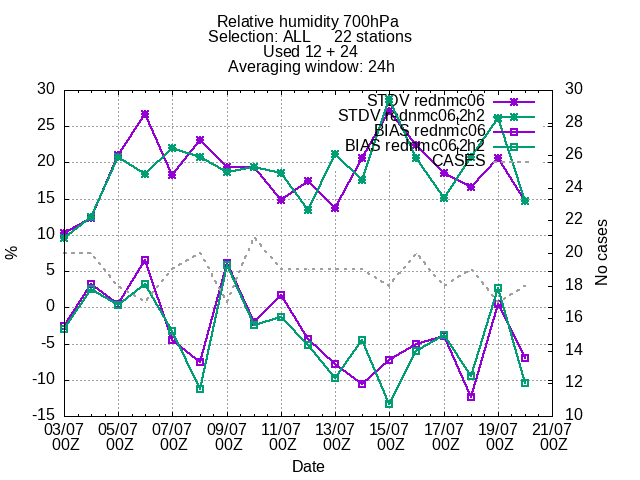 Relative humidity 700hPa
Selection: ALL 22 stations
Used 12 + 24
Averaging window: 24h
30 30
STDV rednmc06
28
STDV rednmc06_t2h2
25
BIAS rednmc06
26
BIAS rednmc06_t2h2
20
CASES
24
15
22
10
20
5
18
0
16
-5
14
-10
12
-15 10
%
No cases
03/07 05/07 07/07 09/07 11/07 13/07 15/07 17/07 19/07 21/07
00Z 00Z 00Z 00Z 00Z 00Z 00Z 00Z 00Z 00Z
Date